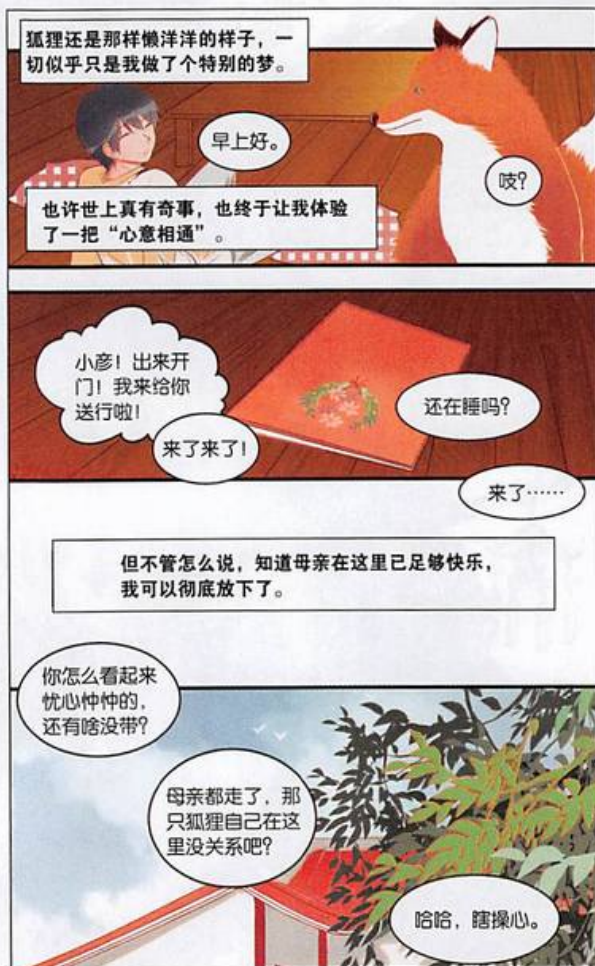 狐狸还是那样懒洋洋的样子，一
切似乎只是我做了个特别的梦。
早上好。
吱？
也许世上真有奇事，也终于让我体验
了一把“心意相通”。
小彦！出来开
门！我来给你
送行啦！
来了来了！
还在睡吗？
来了……
但不管怎么说，知道母亲在这里已足够快乐，
我可以彻底放下了。
你怎么看起来
忧心忡忡的，
还有啥没带？
母亲都走了，那
只狐狸自己在这
里没关系吧？
哈哈，瞎操心。